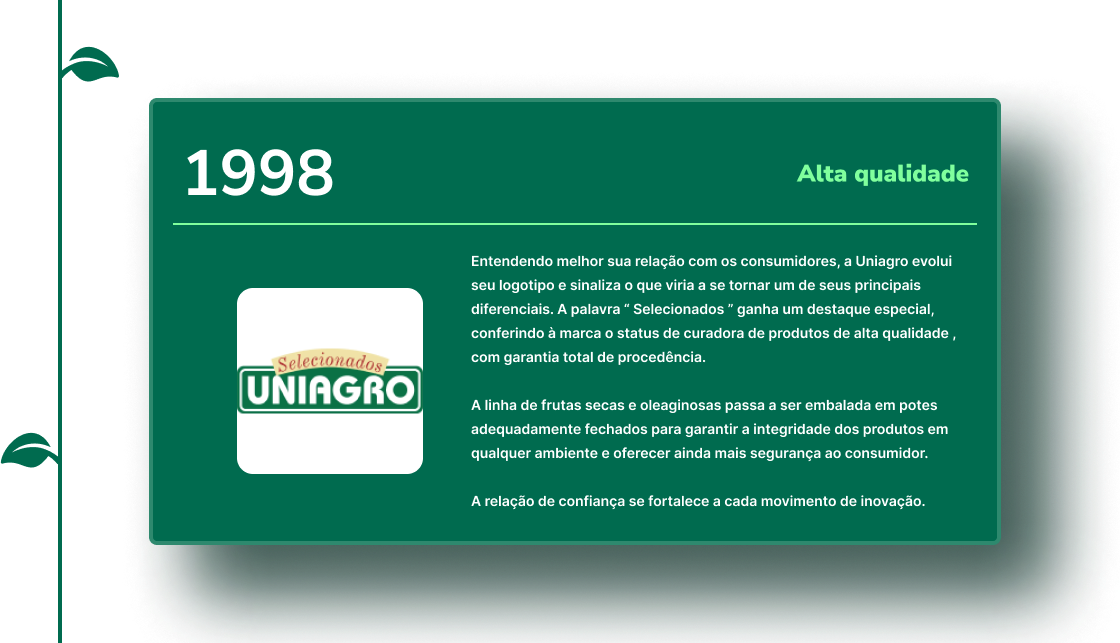 1998
Alta qualidade
Entendendo melhor sua relação com os consumidores, a Uniagro evolui
seu logotipo e sinaliza o que viria a se tornar um de seus principais
diferenciais. A palavra “ Selecionados ” ganha um destaque especial,
conferindo à marca o status de curadora de produtos de alta qualidade ,
com garantia total de procedência.
Selecionados
UNIAGRO
A linha de frutas secas e oleaginosas passa a ser embalada em potes
adequadamente fechados para garantir a integridade dos produtos em
qualquer ambiente e oferecer ainda mais segurança ao consumidor.
A relação de confiança se fortalece a cada movimento de inovação.